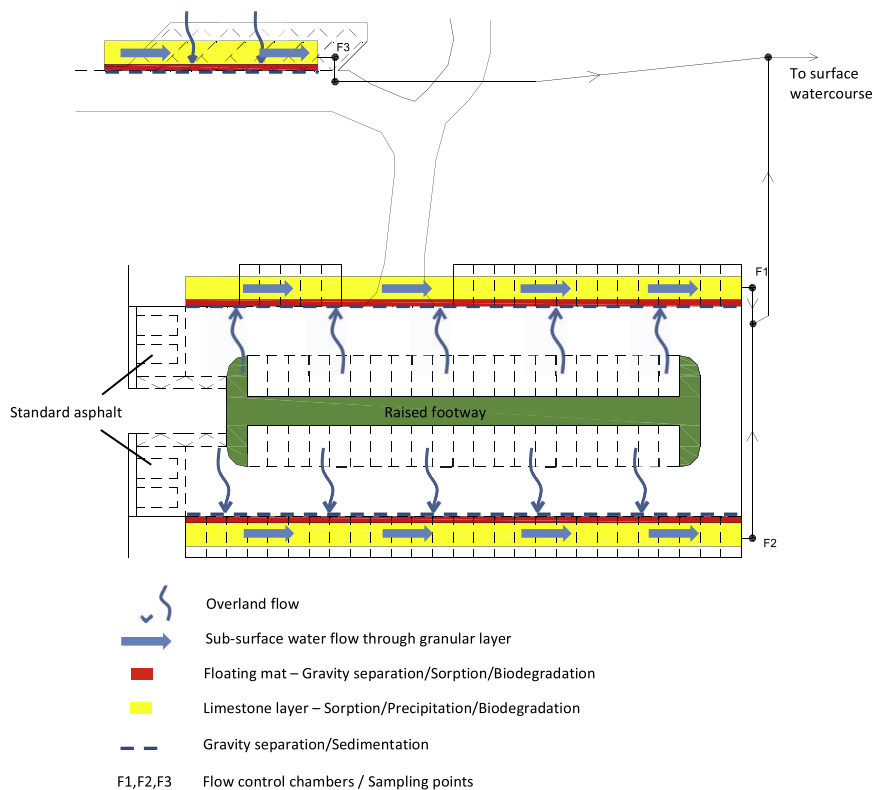 F3
To surface
watercourse
F1
Standard asphalt
Raised footway
F2
Overland flow
Sub-surface water flow through granular layer
Floating mat – Gravity separation/Sorption/Biodegradation
Limestone layer – Sorption/Precipitation/Biodegradation
Gravity separation/Sedimentation
F1,F2,F3 Flow control chambers / Sampling points